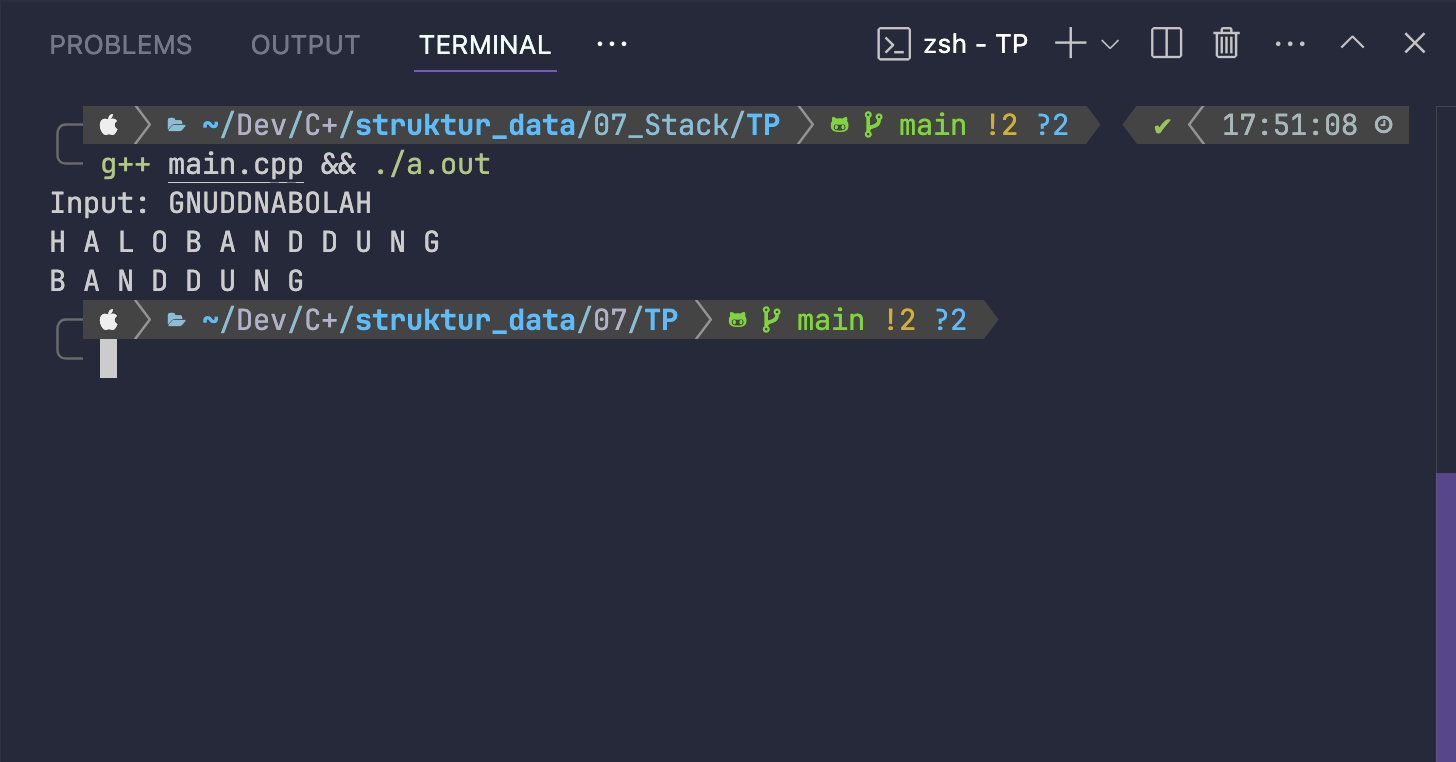 PROBLEMS OUTPUT TERMINAL ... zsh - TP
~/Dev/C+/struktur_data/07_Stack/TP main !2 ?2 ✔ 17:51:08
g++ main.cpp && ./a.out
Input: GNUDDNABOLAH
H A L O B A N D D U N G
B A N D D U N G
~/Dev/C+/struktur_data/07/TP main !2 ?2